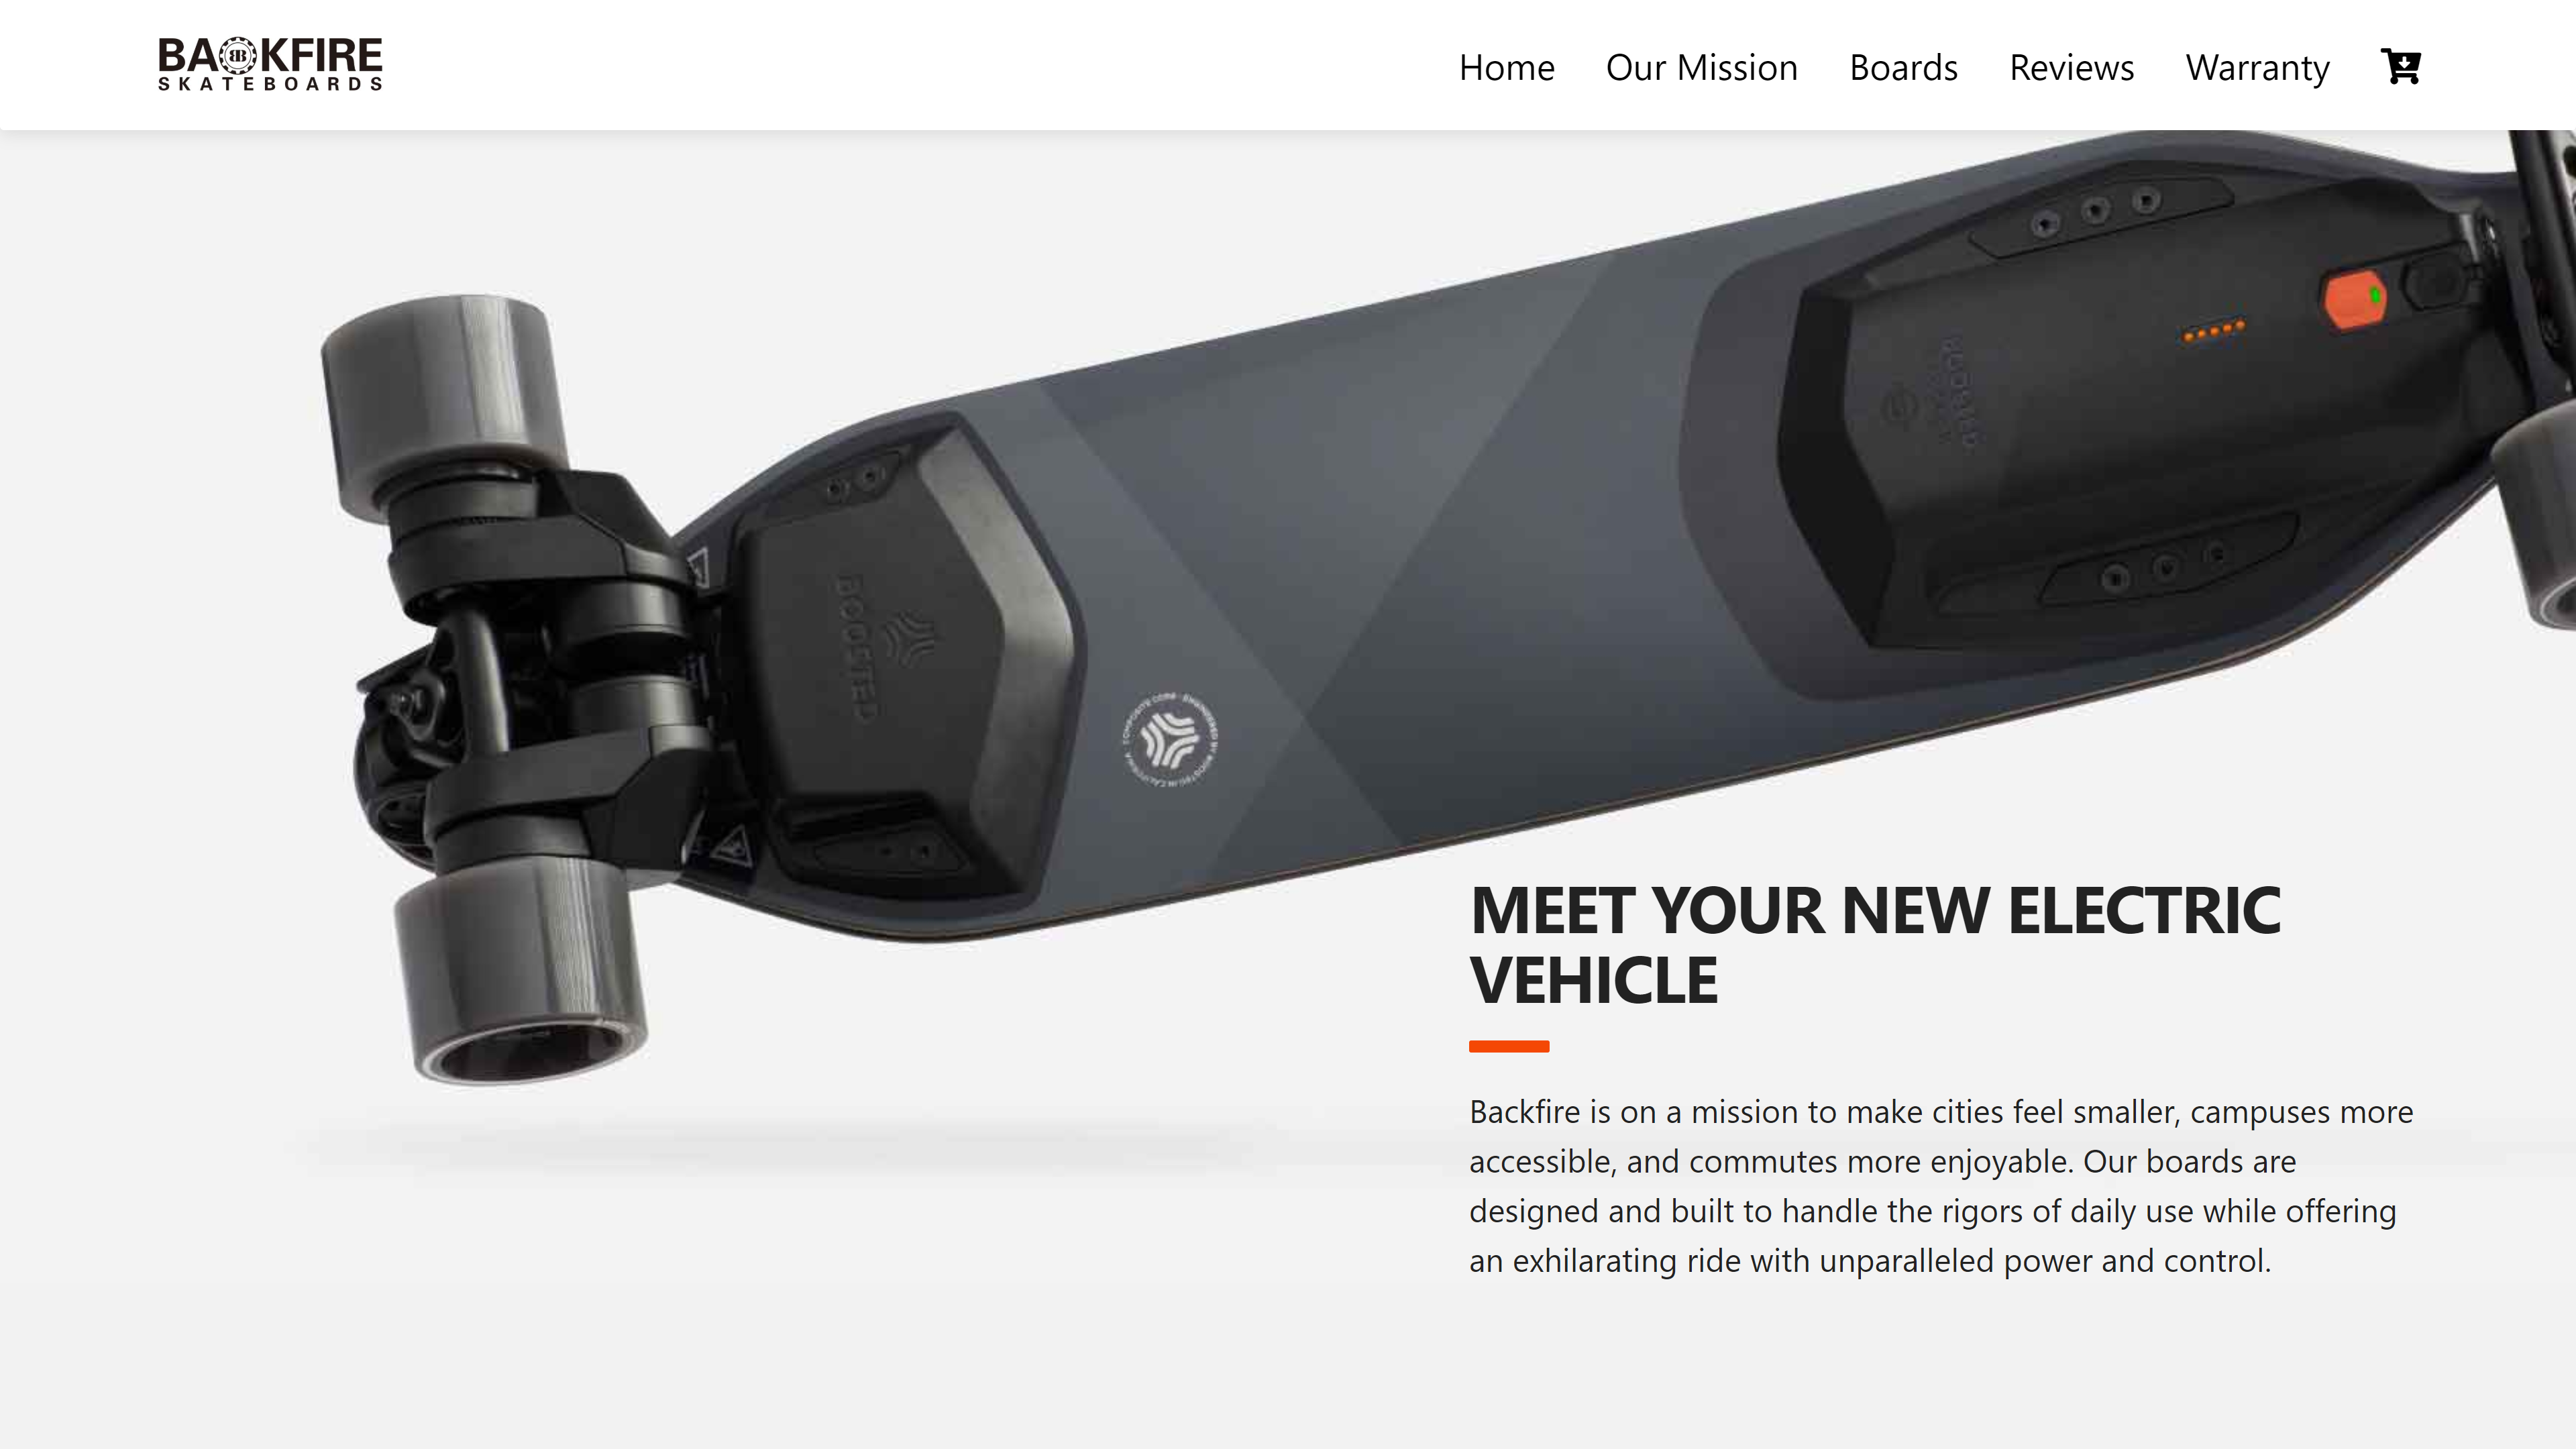 BACKFIRE
SKATEBOARDS
Home
Our Mission
Boards
Reviews
Warranty
BOOSTED
BOOSTED
MEET YOUR NEW ELECTRIC
VEHICLE
Backfire is on a mission to make cities feel smaller, campuses more
accessible, and commutes more enjoyable. Our boards are
designed and built to handle the rigors of daily use while offering
an exhilarating ride with unparalleled power and control.